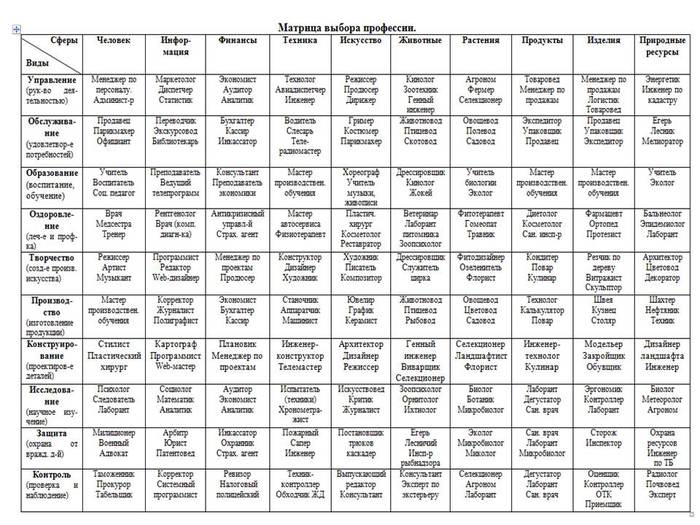 Матрица выбора профессии.
Сферы
Виды
Человек
Инфор-
мация
Финансы
Техника
Искусство
Животные
Растения
Продукты
Изделия
Природные
ресурсы
Управление
(рук-во дея-
тельностью)
Менеджер по
персоналу.
Админист-р
Маркетолог
Диспетчер
Статистик
Экономист
Аудитор
Аналитик
Технолог
Авиадиспетчер
Инженер
Режиссер
Продюсер
Дирижер
Кинолог
Зоотехник
Генный
инженер
Агроном
Фермер
Селекционер
Товаровед
Менеджер по
продажам
Менеджер по
продажам
Логистик
Товаровед
Энергетик
Инженер по
кадастру
Обслужива-
ние
(удовлетвор-е
потребностей)
Продавец
Парикмахер
Официант
Переводчик
Экскурсовод
Библиотекарь
Бухгалтер
Кассир
Инкассатор
Водитель
Слесарь
Теле-
радиомастер
Гример
Костюмер
Парикмахер
Животновод
Птицевод
Скотовод
Овощевод
Полевод
Садовод
Экспедитор
Упаковщик
Продавец
Продавец
Упаковщик
Экспедитор
Егерь
Лесник
Мелиоратор
Образование
(воспитание,
обучение)
Учитель
Воспитатель
Соц. педагог
Преподаватель
Ведущий
телепрограмм
Консультант
Преподаватель
экономики
Мастер
производствен.
обучения
Хореограф
Учитель
музыки,
живописи
Дрессировщик
Кинолог
Жокей
Учитель
биологии
Эколог
Мастер
производствен.
обучения
Мастер
производствен.
обучения
Учитель
Эколог
Оздоровле-
ние
(леч-е и проф-
ка)
Врач
Медсестра
Тренер
Рентгенолог
Врач (комп.
диагн-ка)
Антикризисный
управл-й
Страх. агент
Мастер
автосервиса
Физиотерапевт
Пластич.
хирург
Косметолог
Реставратор
Ветеринар
Лаборант
питомника
Зоопсихолог
Фитотерапевт
Гомеопат
Травник
Диетолог
Косметолог
Сан. инсп-р
Фармацевт
Ортопед
Протезист
Бальнеолог
Эпидемиолог
Лаборант
Творчество
(созд-е произв.
искусства)
Режиссер
Артист
Музыкант
Программист
Редактор
Web-дизайнер
Менеджер по
проектам
Продюсер
Конструктор
Дизайнер
Художник
Художник
Писатель
Композитор
Дрессировщик
Служитель
цирка
Фитодизайнер
Озеленитель
Флорист
Кондитер
Повар
Кулинар
Резчик по
дереву
Витражист
Скульптор
Архитектор
Цветовод
Декоратор
Производ-
ство
(изготовление
продукции)
Мастер
производствен.
обучения
Корректор
Журналист
Полиграфист
Экономист
Бухгалтер
Кассир
Станочник
Аппаратчик
Машинист
Ювелир
График
Керамист
Животновод
Птицевод
Рыбовод
Овощевод
Цветовод
Садовод
Технолог
Калькулятор
Повар
Швея
Кузнец
Столяр
Шахтер
Нефтяник
Техник
Конструиро-
вание
(проектиров-е
деталей)
Стилист
Пластический
хирург
Картограф
Программист
Web-мастер
Плановик
Менеджер по
проектам
Инженер-
конструктор
Телемастер
Архитектор
Дизайнер
Режиссер
Генный
инженер
Виварщик
Селекционер
Селекционер
Ландшафтист
Флорист
Инженер-
технолог
Кулинар
Модельер
Закройщик
Обувщик
Дизайнер
ландшафта
Инженер
Исследова-
ние
(научное изу-
чение)
Психолог
Следователь
Лаборант
Социолог
Математик
Аналитик
Аудитор
Экономист
Аналитик
Испытатель
(техники)
Хронометра-
жист
Искусствовед
Критик
Журналист
Зоопсихолог
Орнитолог
Ихтиолог
Биолог
Ботаник
Микробиолог
Лаборант
Дегустатор
Сан. врач
Эргономик
Контролер
Лаборант
Биолог
Метеоролог
Агроном
Защита
(охрана от
вражд. д-й)
Милиционер
Военный
Адвокат
Арбитр
Юрист
Патентовед
Инкассатор
Охранник
Страх. агент
Пожарный
Сапер
Инженер
Постановщик
трюков
каскадер
Егерь
Лесничий
Инсп-р
рыбнадзора
Эколог
Микробиолог
Миколог
Сан. врач
Лаборант
Микробиолог
Сторож
Инспектор
Охрана
ресурсов
Инженер
по ТБ
Контроль
(проверка и
наблюдение)
Таможенник
Прокурор
Табельщик
Корректор
Системный
программист
Ревизор
Налоговый
полицейский
Техник-
контролер
Обходчик ЖД
Выпускающий
редактор
Консультант
Консультант
Эксперт по
экстерьеру
Селекционер
Агроном
Лаборант
Дегустатор
Лаборант
Сан. врач
Оценщик
Контролер
ОТК
Приемщик
Радиолог
Почвовед
Эксперт